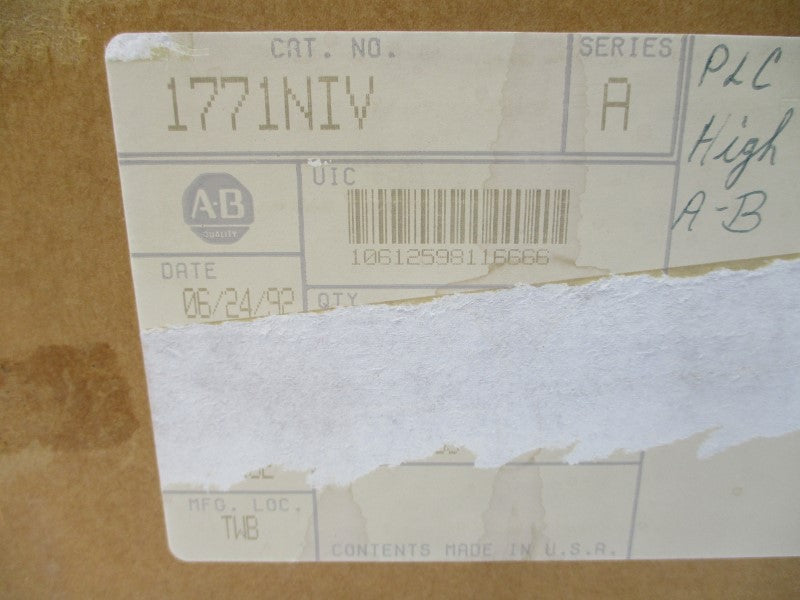 CAT. NO.
1771NIV
SERIES
A
PLC
High
A-B
A-B
QUALITY
UIC
10612598116666
DATE
06/24/92
QTY
MFG. LOC.
TWB
CONTENTS MADE IN U.S.A.